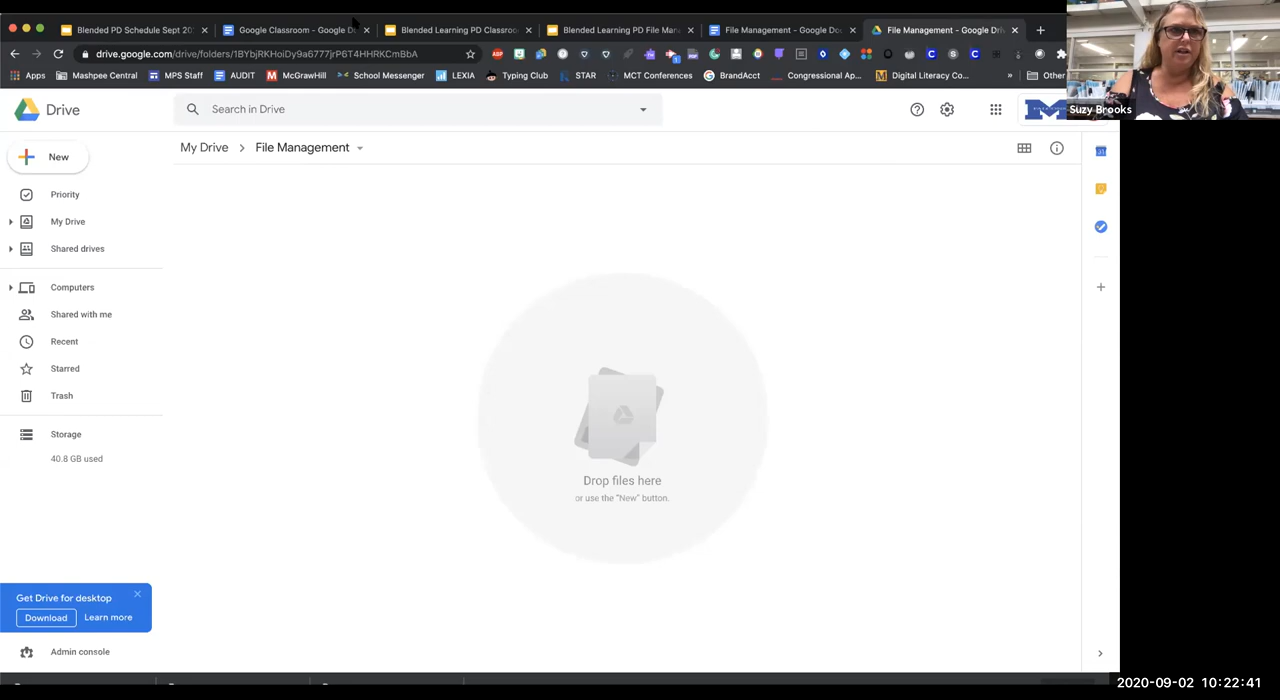 Blended PD Schedule Sept 20
Google Classroom - Google D
Blended Learning PD Classroo
Blended Learning PD File Man
File Management - Google Doc
File Management - Google Driv
drive.google.com/drive/folders/1BYbjRKHoiDy9a6777jrP6T4HHRKCmBbA
Apps
Mashpee Central
MPS Staff
AUDIT
McGrawHill
School Messenger
LEXIA
Typing Club
STAR
MCT Conferences
BrandAcct
Congressional Ap...
Digital Literacy Co...
»
Other
Suzy Brooks
Drive
Search in Drive
New
My Drive > File Management
Priority
My Drive
Shared drives
Computers
Shared with me
Recent
Starred
Trash
Storage
40.8 GB used
Drop files here
or use the "New" button.
Get Drive for desktop
Download
Learn more
Admin console
2020-09-02 10:22:41